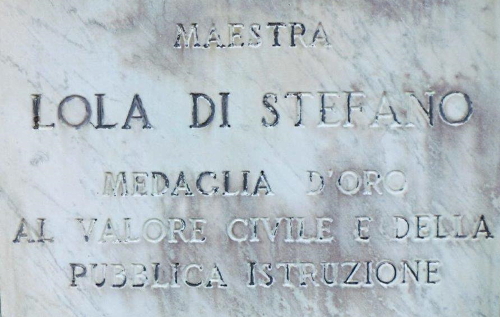 MAESTRA
LOLA DI STEFANO
MEDAGLIA D'ORO
AL VALORE CIVILE E DELLA
PUBBLICA ISTRUZIONE